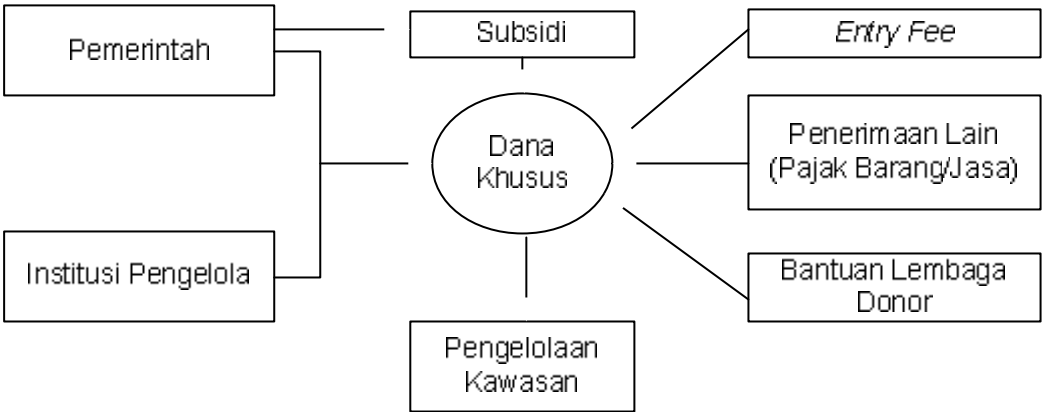 Pemerintah
Subsidi
Entry Fee
Dana
Khusus
Penerimaan Lain
(Pajak Barang/Jasa)
Institusi Pengelola
Bantuan Lembaga
Donor
Pengelolaan
Kawasan